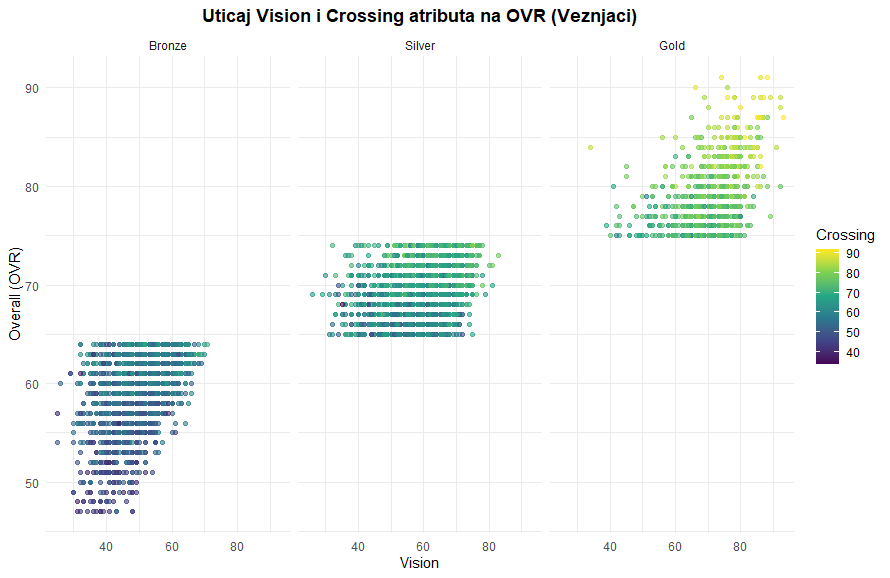 Uticaj Vision i Crossing atributa na OVR (Veznjaci)
Bronze Silver Gold
90
80
70
60
50
Overall (OVR)
40 60 80 40 60 80 40 60 80
Vision
Crossing
90
80
70
60
50
40